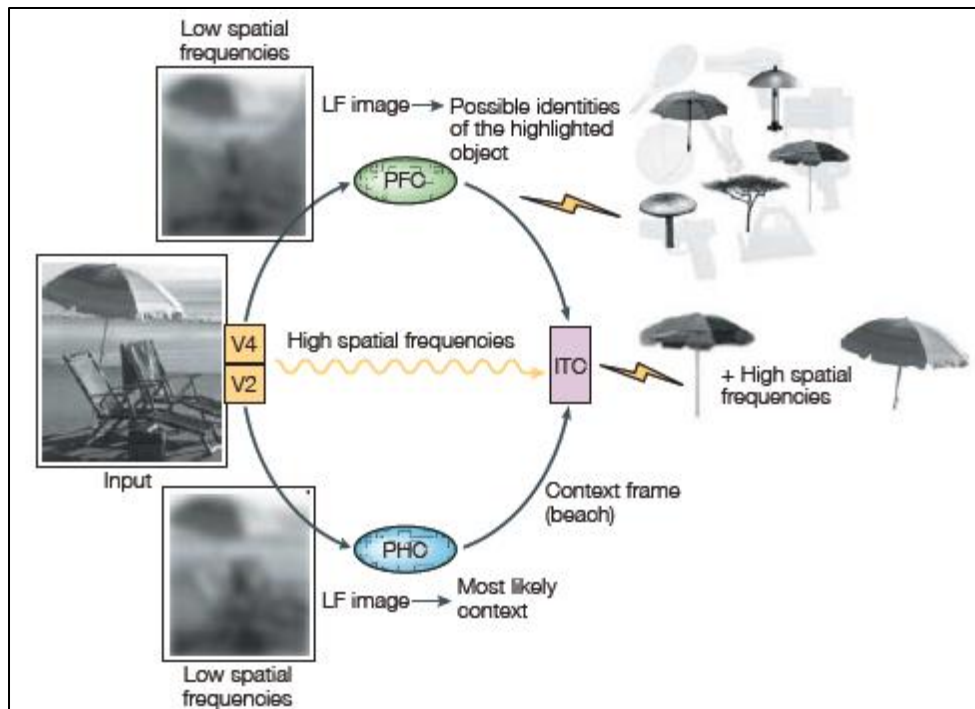 Low spatial
frequencies
LF image
Possible identities
of the highlighted
object
PFC
V4
V2
High spatial frequencies
ITC
+ High spatial
frequencies
Input
Context frame
(beach)
PHC
LF image
Most likely
context
Low spatial
frequencies